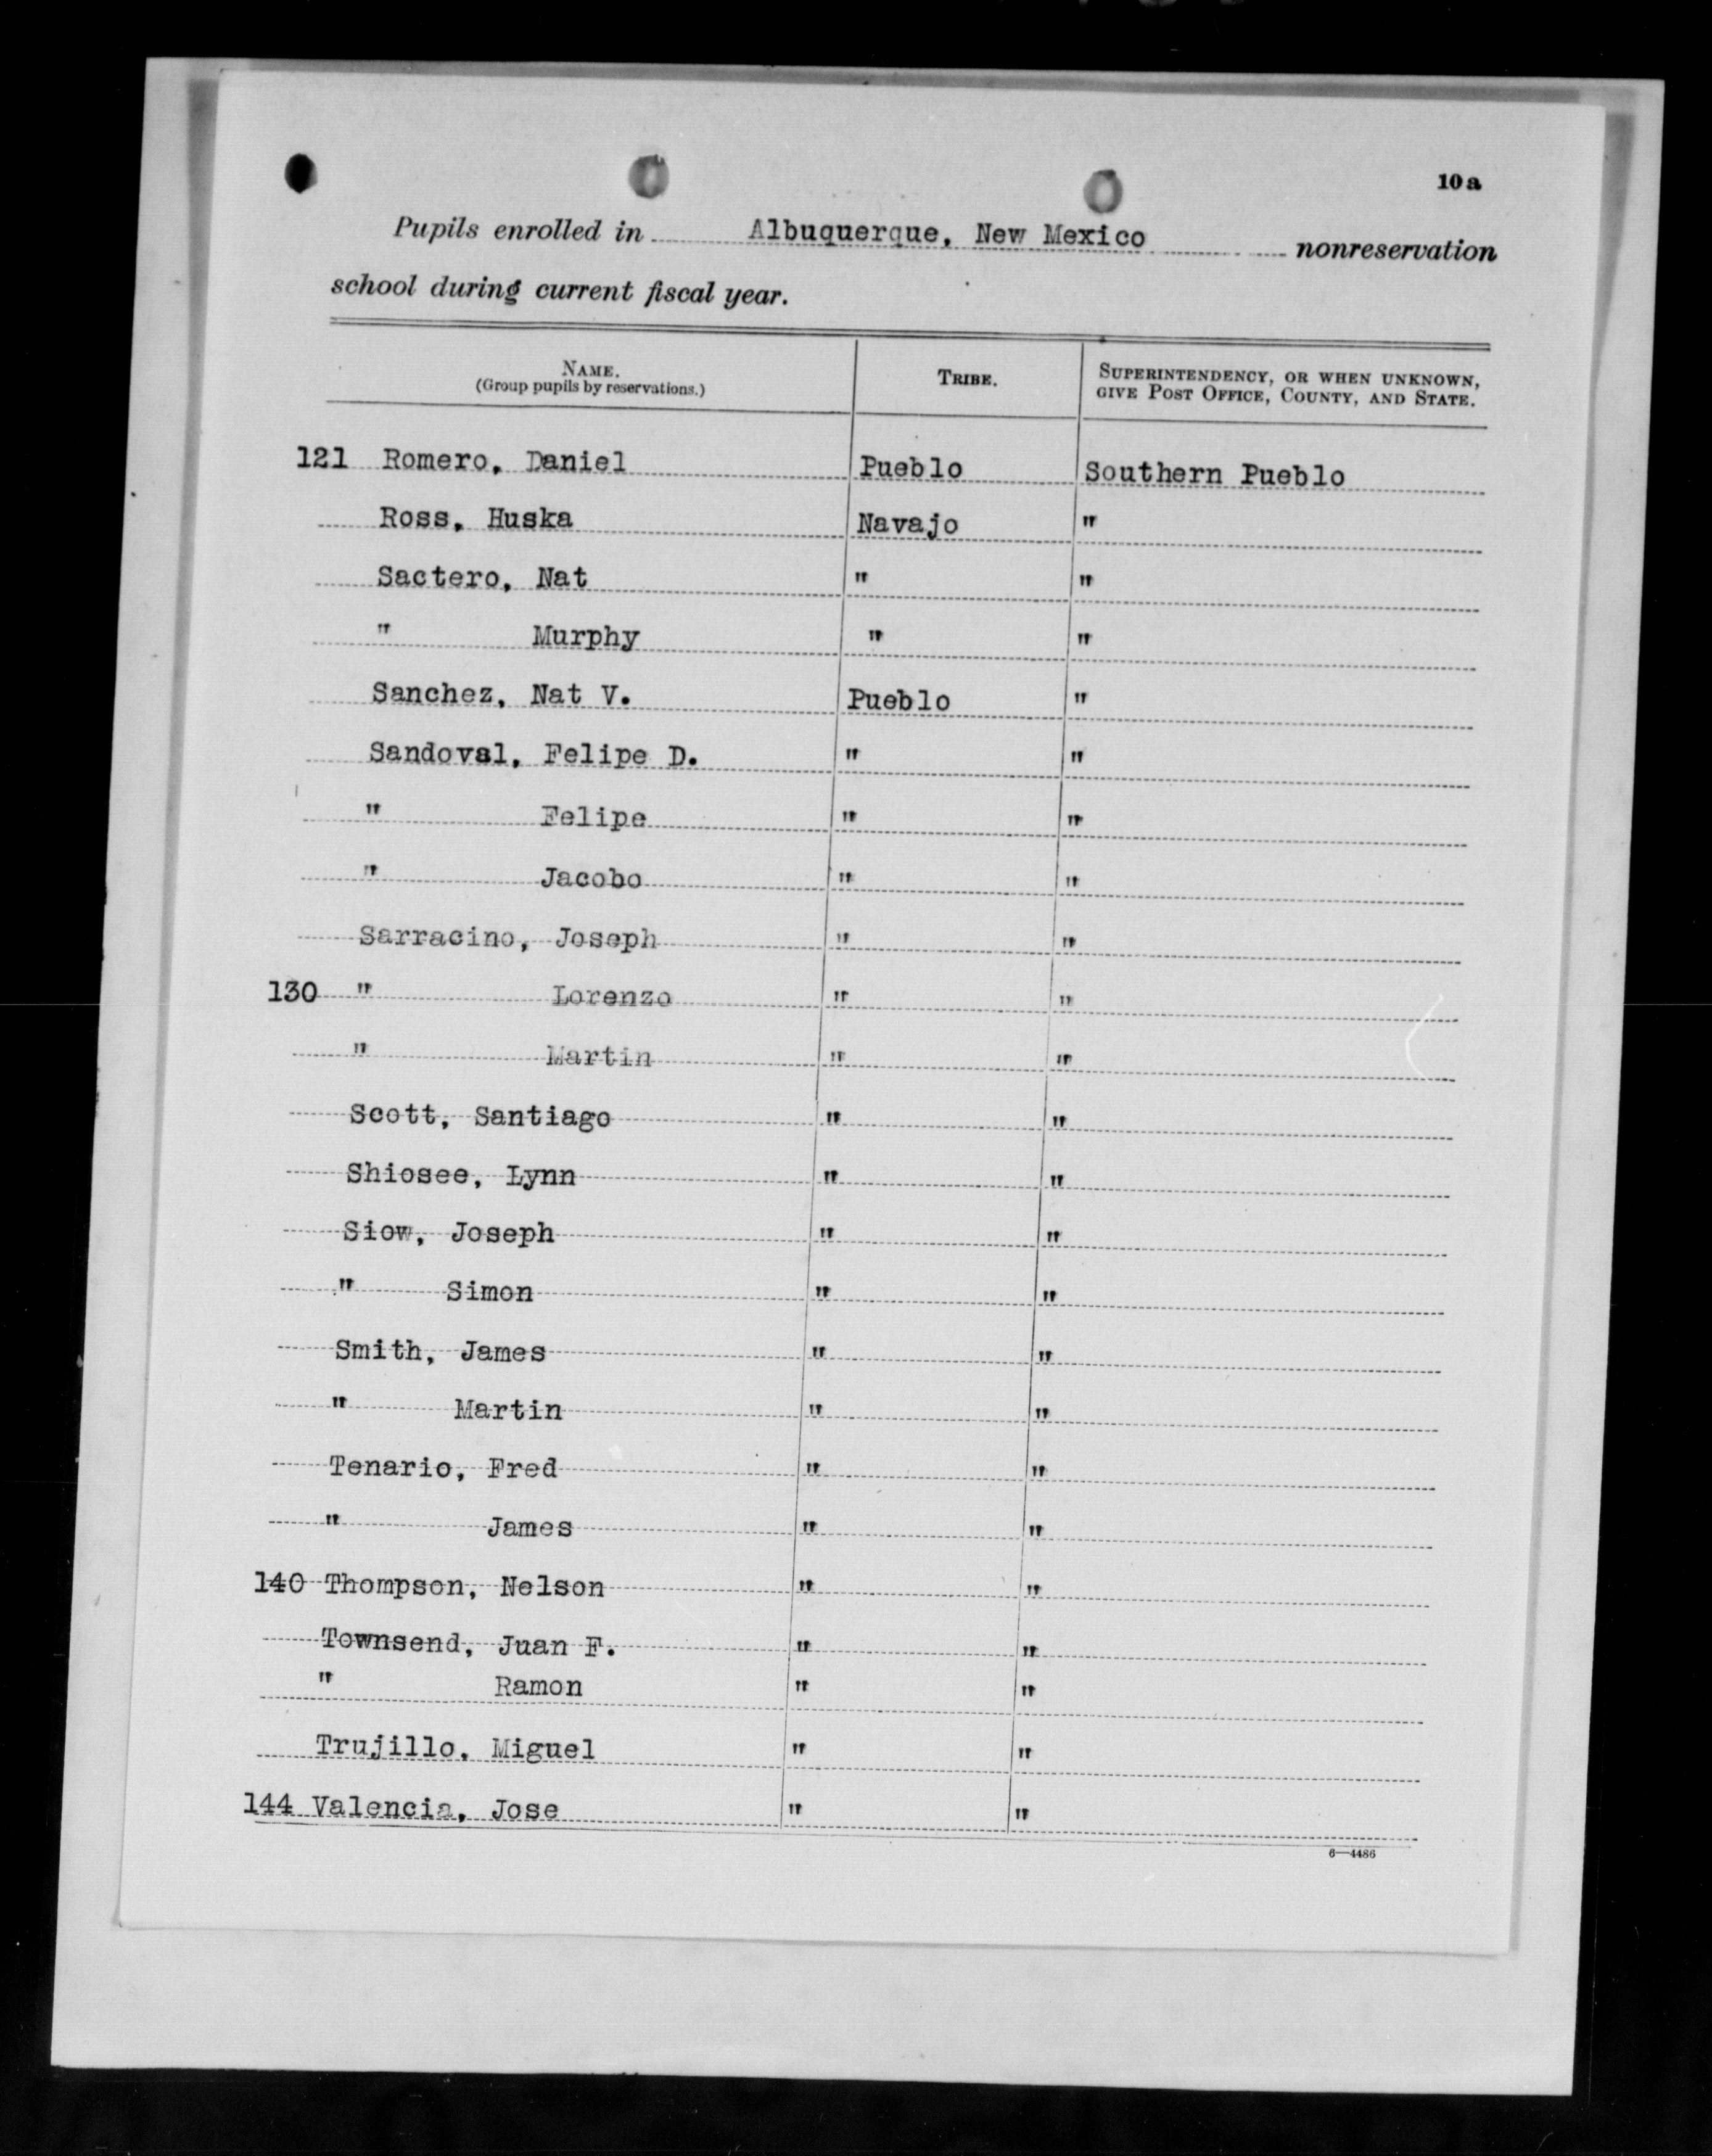 10a
Pupils enrolled in Albuquerque, New Mexico nonreservation
school during current fiscal year.
NAME. (Group pupils by reservations.) TRIBE. SUPERINTENDENCY, OR WHEN UNKNOWN, GIVE POST OFFICE, COUNTY, AND STATE.
121 Romero, Daniel Pueblo Southern Pueblo
Ross, Huska Navajo "
Sactero, Nat " "
" Murphy " "
Sanchez, Nat V. Pueblo "
Sandoval, Felipe D. " "
" Felipe " "
" Jacobo " "
Sarracino, Joseph " "
130 " Lorenzo " "
" Martin " "
Scott, Santiago " "
Shiosee, Lynn " "
Siow, Joseph " "
" Simon " "
Smith, James " "
" Martin " "
Tenario, Fred " "
" James " "
140 Thompson, Nelson " "
Townsend, Juan F. " "
" Ramon " "
Trujillo, Miguel " "
144 Valencia, Jose " "
6—4486